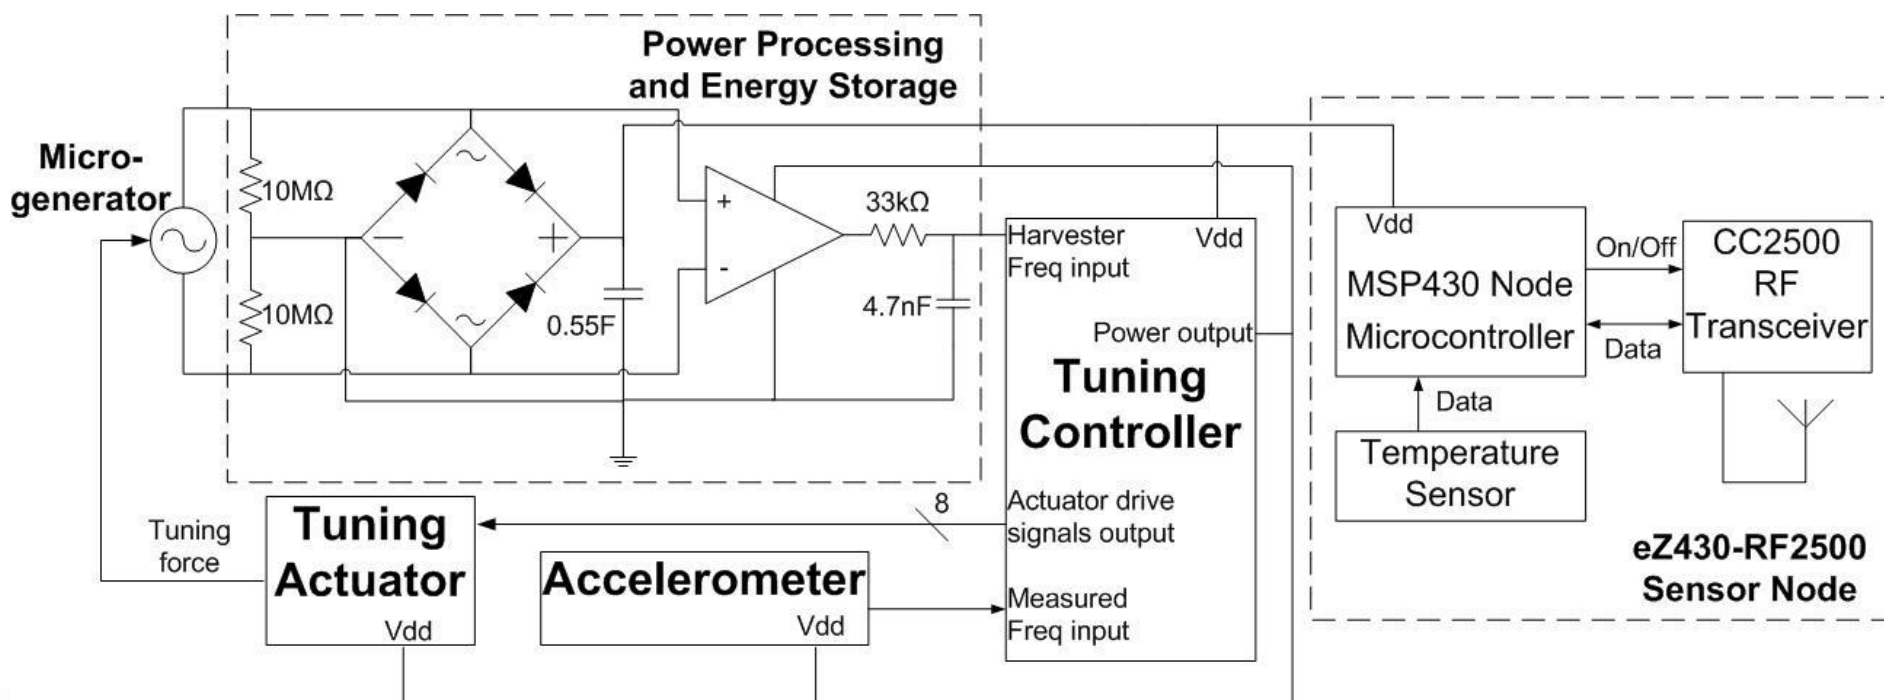 Power Processing
and Energy Storage
Micro-
generator
10MΩ
10MΩ
0.55F
+
-
33kΩ
4.7nF
Harvester
Freq input
Vdd
Power output
Tuning
Controller
Actuator drive
signals output
Measured
Freq input
8
Tuning
force
Tuning
Actuator
Vdd
Accelerometer
Vdd
Vdd
MSP430 Node
Microcontroller
On/Off
Data
CC2500
RF
Transceiver
Data
Temperature
Sensor
eZ430-RF2500
Sensor Node